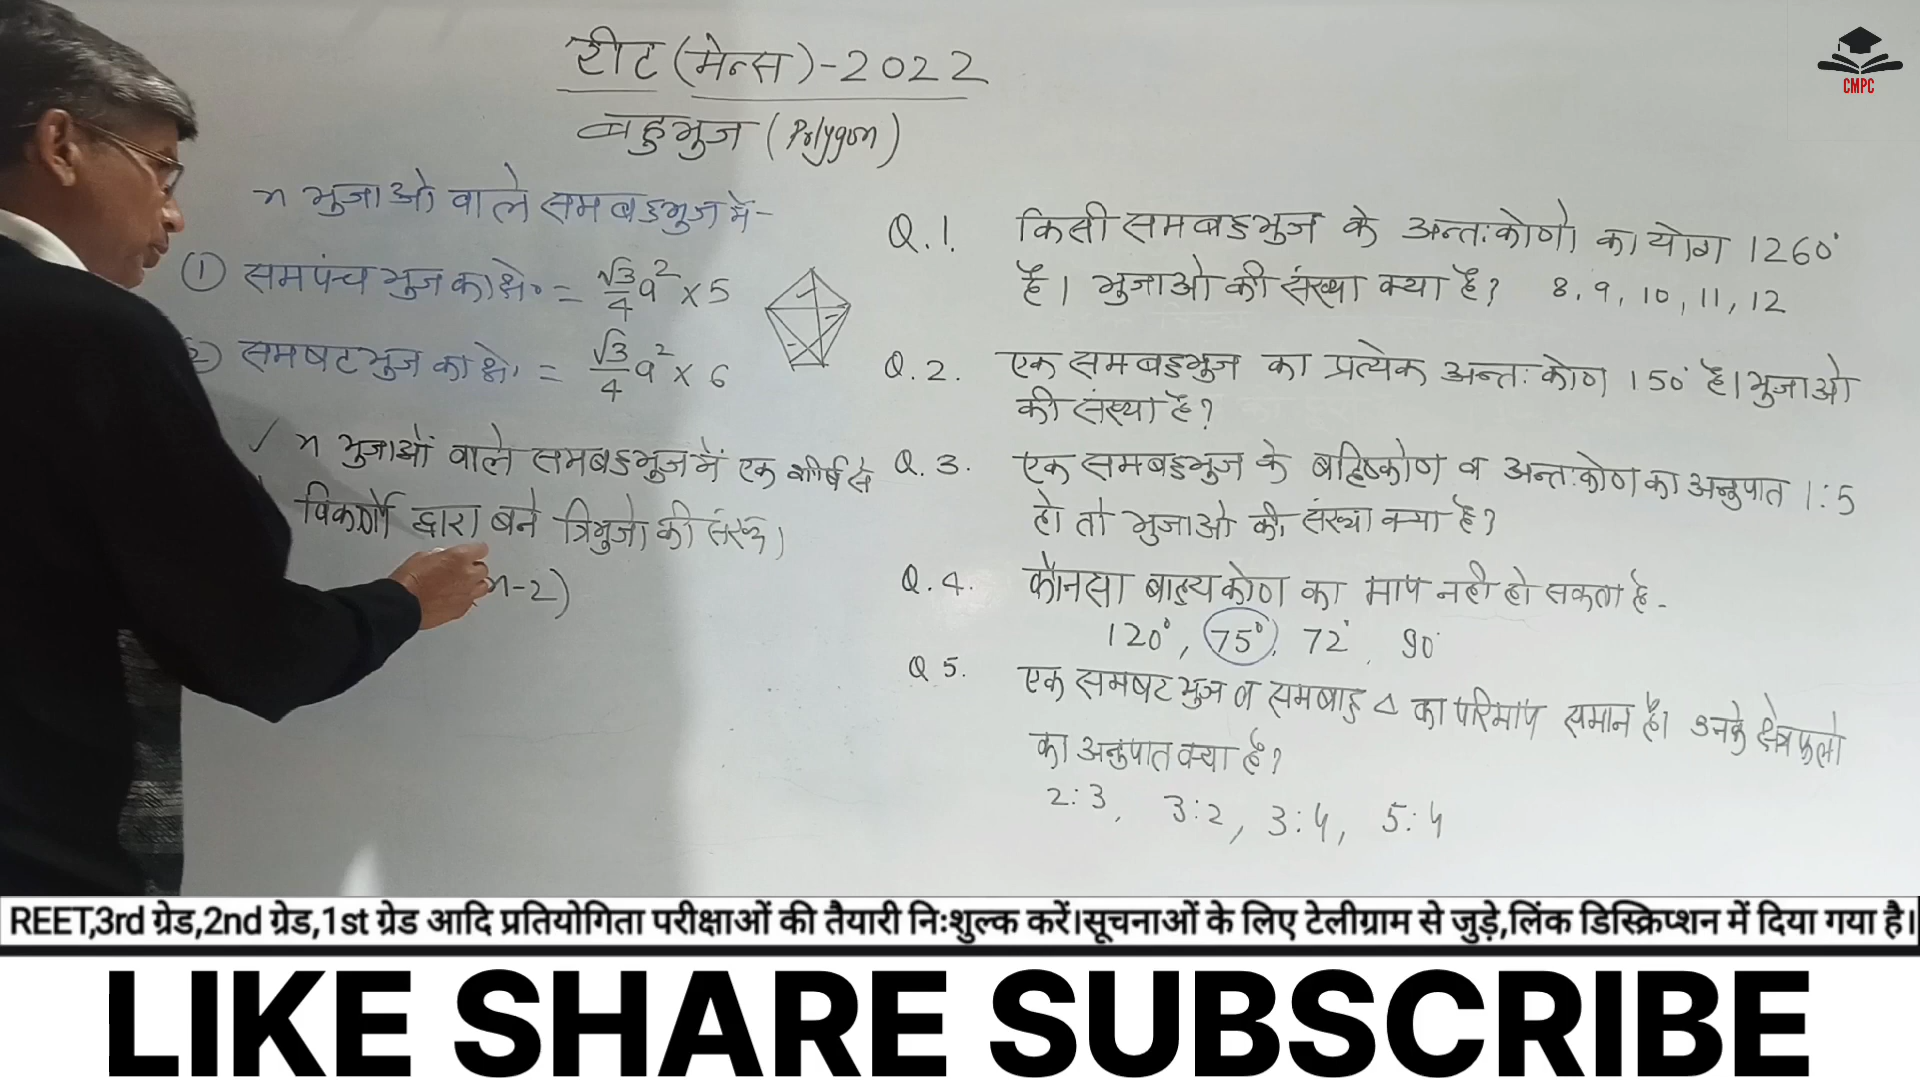 रीट (मेन्स)-2022
बहुभुज (Polygon)
n भुजाओ वाले समबहुभुज में-
(1) समपंचभुज का क्षे॰ = √3/4 a² × 5
(2) समषटभुज का क्षे॰ = √3/4 a² × 6
✓ n भुजाओं वाले समबहुभुज में एक शीर्ष से
विकर्णो द्वारा बने त्रिभुजो की संख्या
(n-2)
Q.1. किसी समबहुभुज के अन्तःकोणो का योग 1260°
है। भुजाओ की संख्या क्या है? 8, 9, 10, 11, 12
Q.2. एक समबहुभुज का प्रत्येक अन्तःकोण 150° है। भुजाओ
की संख्या है?
Q.3. एक समबहुभुज के बहिष्कोण व अन्तःकोण का अनुपात 1:5
हो तो भुजाओ की संख्या क्या है?
Q.4. कौनसा बाह्यकोण का माप नही हो सकता है-
120°, 75°, 72°, 90°
Q 5. एक समषटभुज व समबाहु Δ का परिमाप समान है। उनके क्षेत्रफलो
का अनुपात क्या है?
2:3, 3:2, 3:4, 5:4
CMPC
REET,3rd ग्रेड,2nd ग्रेड,1st ग्रेड आदि प्रतियोगिता परीक्षाओं की तैयारी निःशुल्क करें।सूचनाओं के लिए टेलीग्राम से जुड़े,लिंक डिस्क्रिप्शन में दिया गया है।
LIKE SHARE SUBSCRIBE